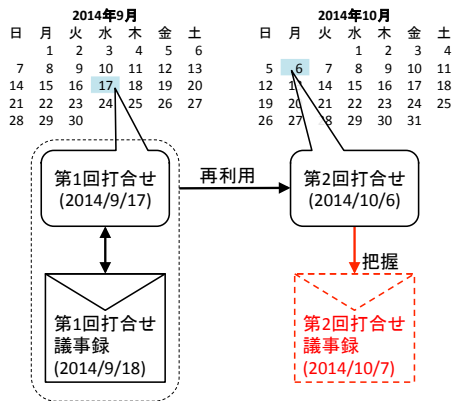 2014年9月
日 月 火 水 木 金 土
1 2 3 4 5 6
7 8 9 10 11 12 13
14 15 16 17 18 19 20
21 22 23 24 25 26 27
28 29 30
2014年10月
日 月 火 水 木 金 土
1 2 3 4
5 6 7 8 9 10 11
12 13 14 15 16 17 18
19 20 21 22 23 24 25
26 27 28 29 30 31
第1回打合せ
(2014/9/17)
再利用
第2回打合せ
(2014/10/6)
把握
第1回打合せ
議事録
(2014/9/18)
第2回打合せ
議事録
(2014/10/7)